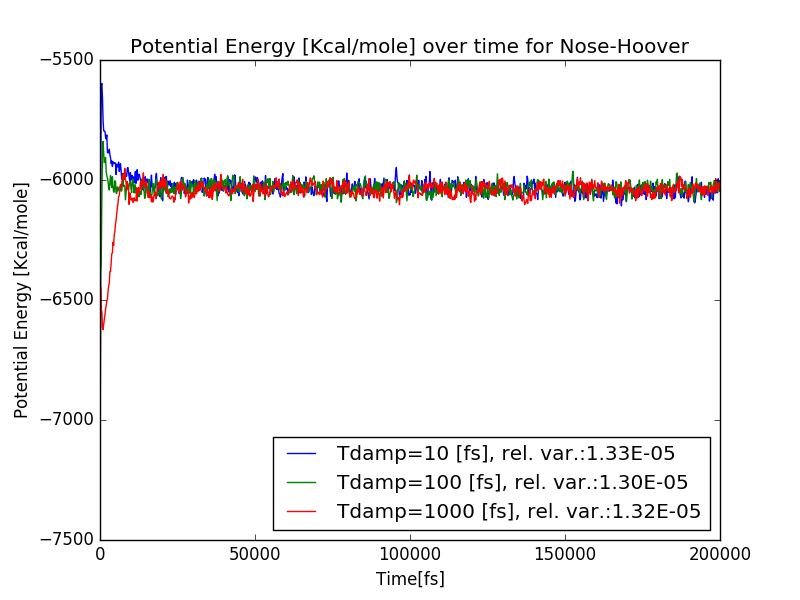 Potential Energy [Kcal/mole] over time for Nose-Hoover
−5500
−6000
−6500
−7000
−7500
Potential Energy [Kcal/mole]
Tdamp=10 [fs], rel. var.:1.33E-05
Tdamp=100 [fs], rel. var.:1.30E-05
Tdamp=1000 [fs], rel. var.:1.32E-05
0 50000 100000 150000 200000
Time[fs]